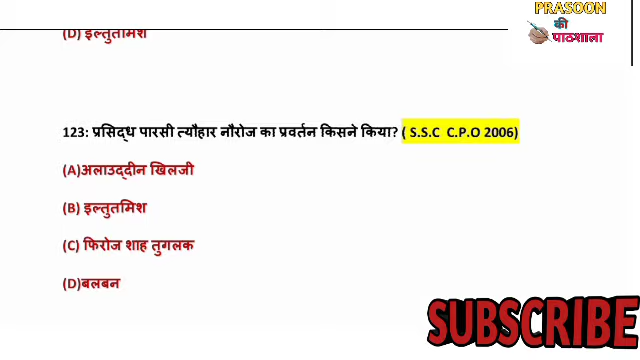 PRASOON
की
पाठशाला
(D) इल्तुतमिश
123: प्रसिद्ध पारसी त्यौहार नौरोज का प्रवर्तन किसने किया? ( S.S.C C.P.O 2006)
(A)अलाउद्दीन खिलजी
(B) इल्तुतमिश
(C) फिरोज शाह तुगलक
(D)बलबन
SUBSCRIBE